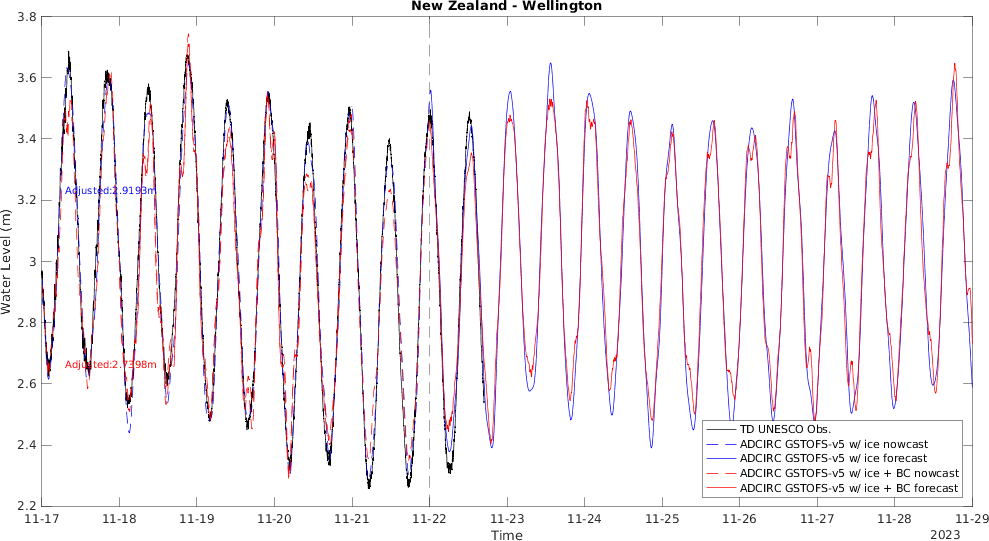 New Zealand - Wellington
3.8
3.6
3.4
3.2
3
2.8
2.6
2.4
2.2
Water Level (m)
Adjusted:2.9193m
Adjusted:2.7398m
TD UNESCO Obs.
ADCIRC GSTOFS-v5 w/ ice nowcast
ADCIRC GSTOFS-v5 w/ ice forecast
ADCIRC GSTOFS-v5 w/ ice + BC nowcast
ADCIRC GSTOFS-v5 w/ ice + BC forecast
11-17 11-18 11-19 11-20 11-21 11-22 11-23 11-24 11-25 11-26 11-27 11-28 11-29
Time
2023